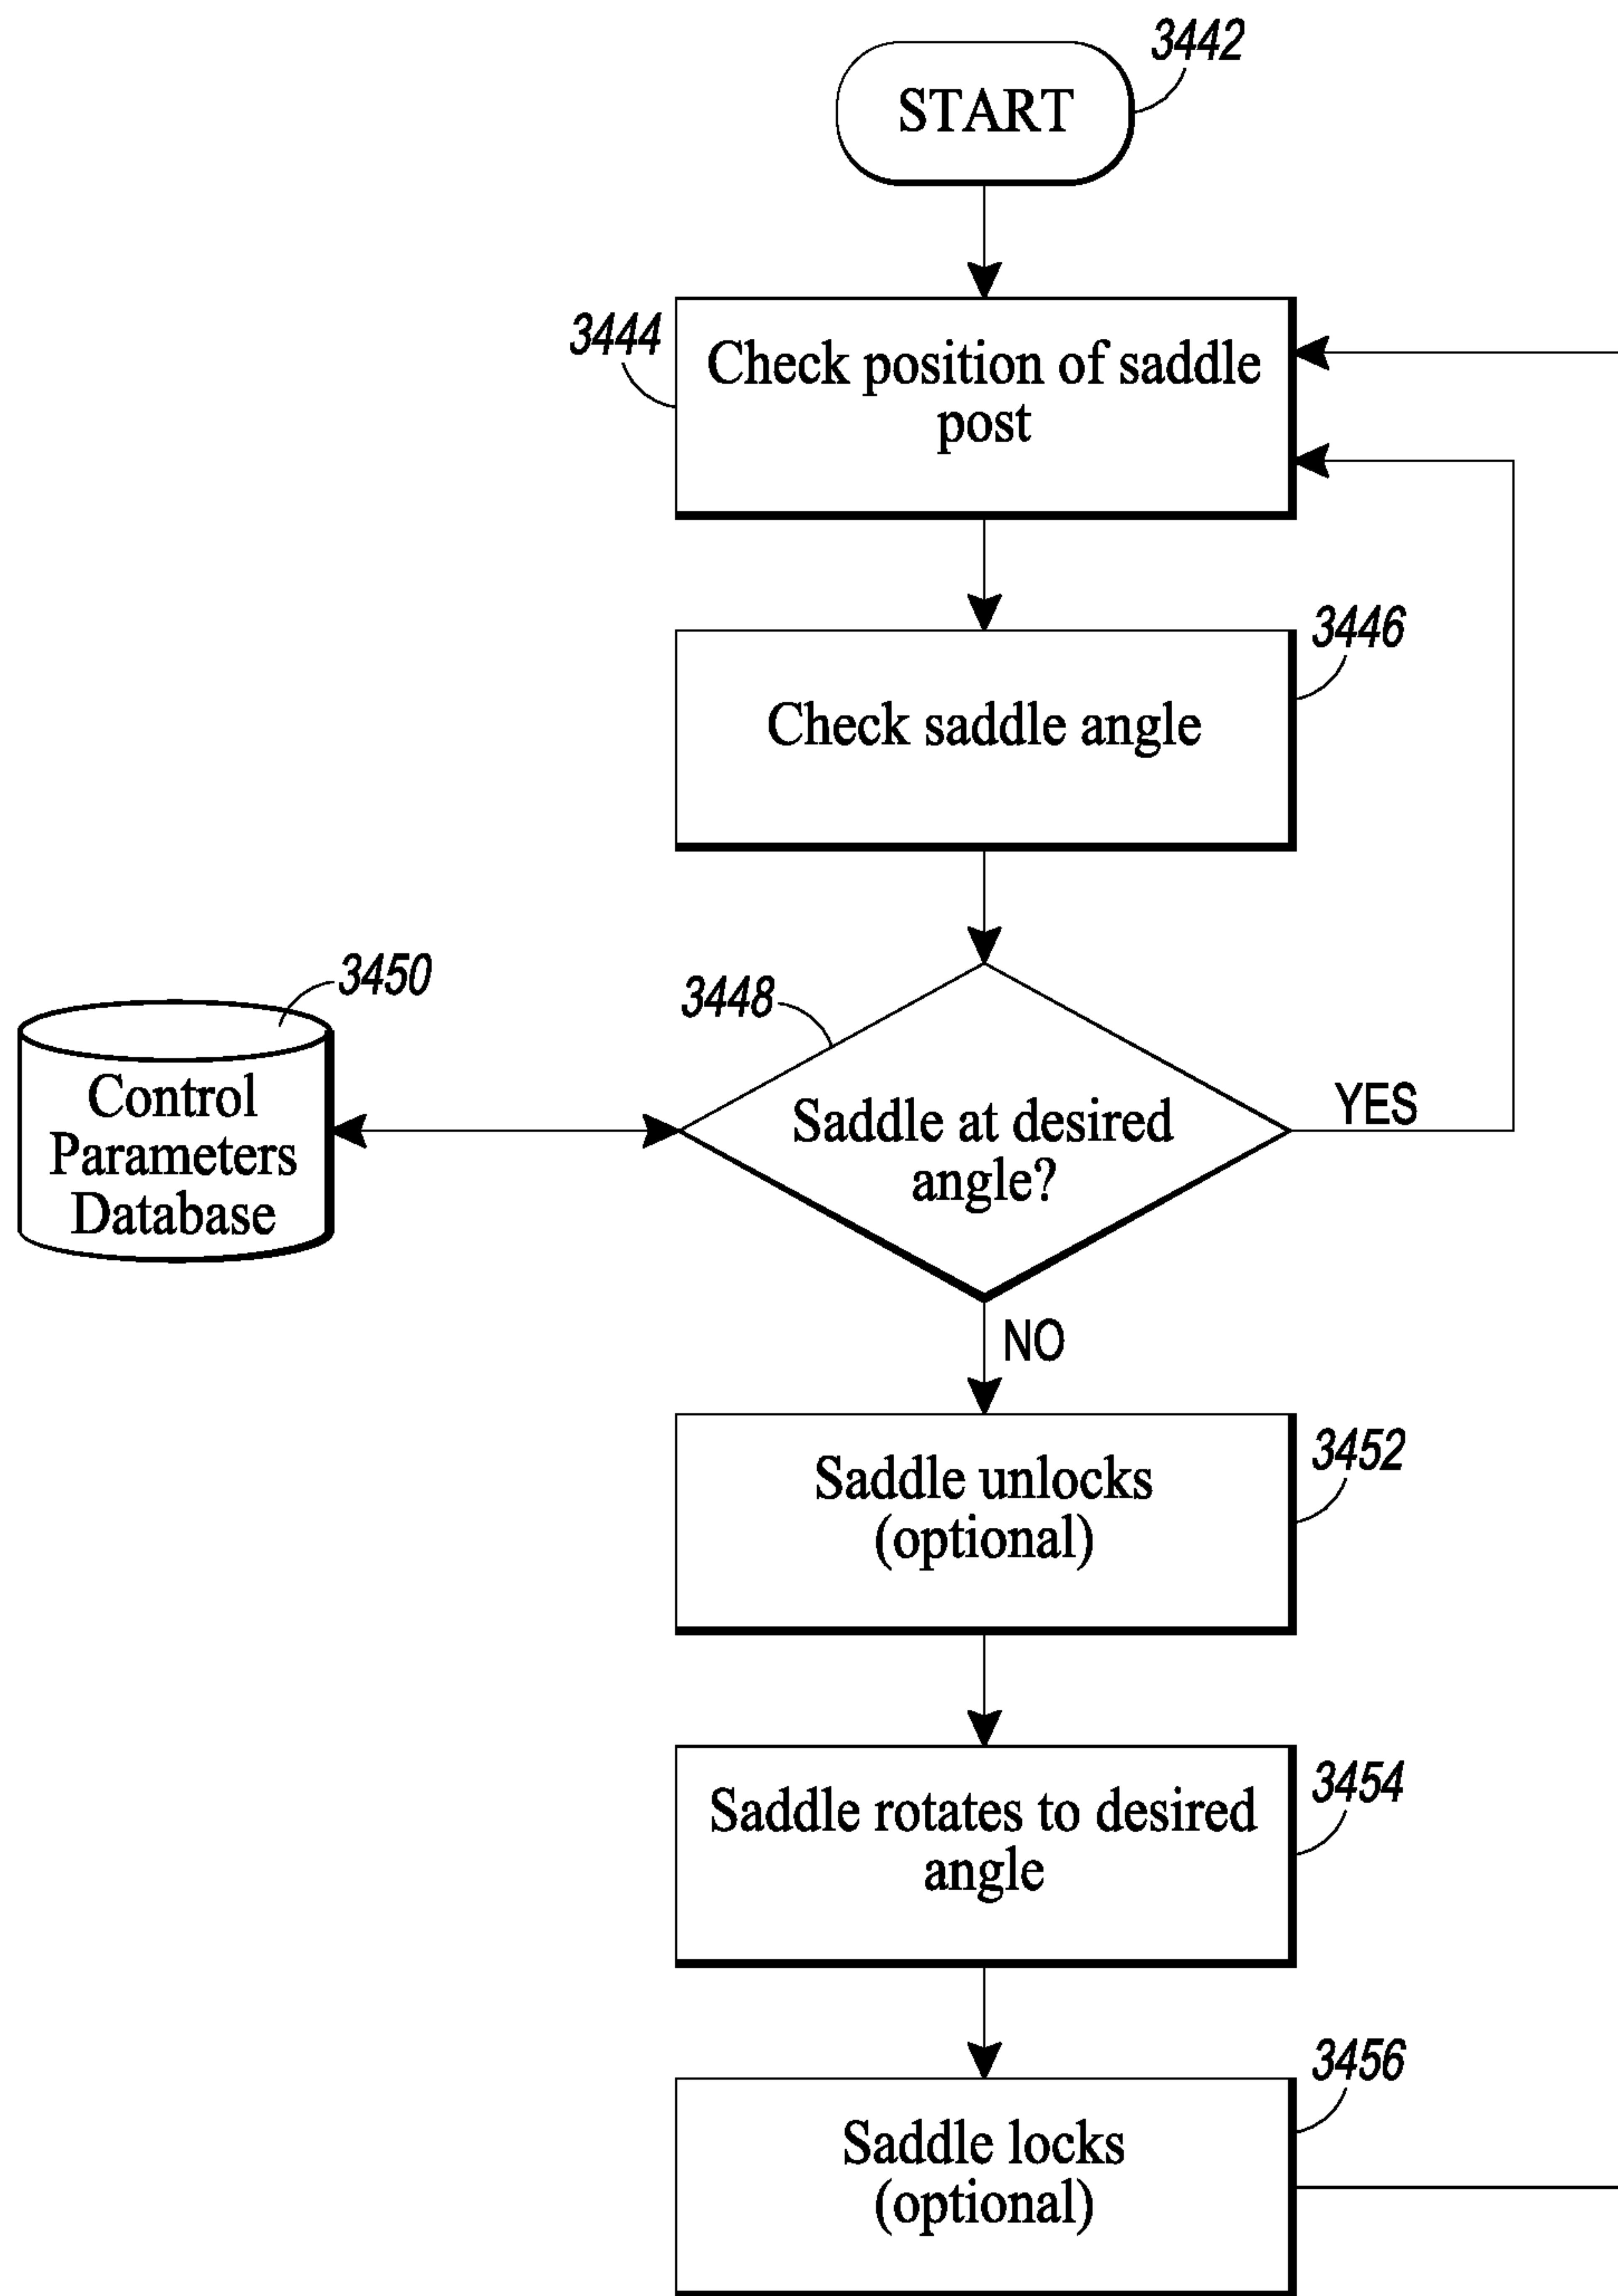 3442
START
3444
Check position of saddle
post
3446
Check saddle angle
3450
3448
Control
Parameters
Database
Saddle at desired
angle?
YES
NO
3452
Saddle unlocks
(optional)
3454
Saddle rotates to desired
angle
3456
Saddle locks
(optional)